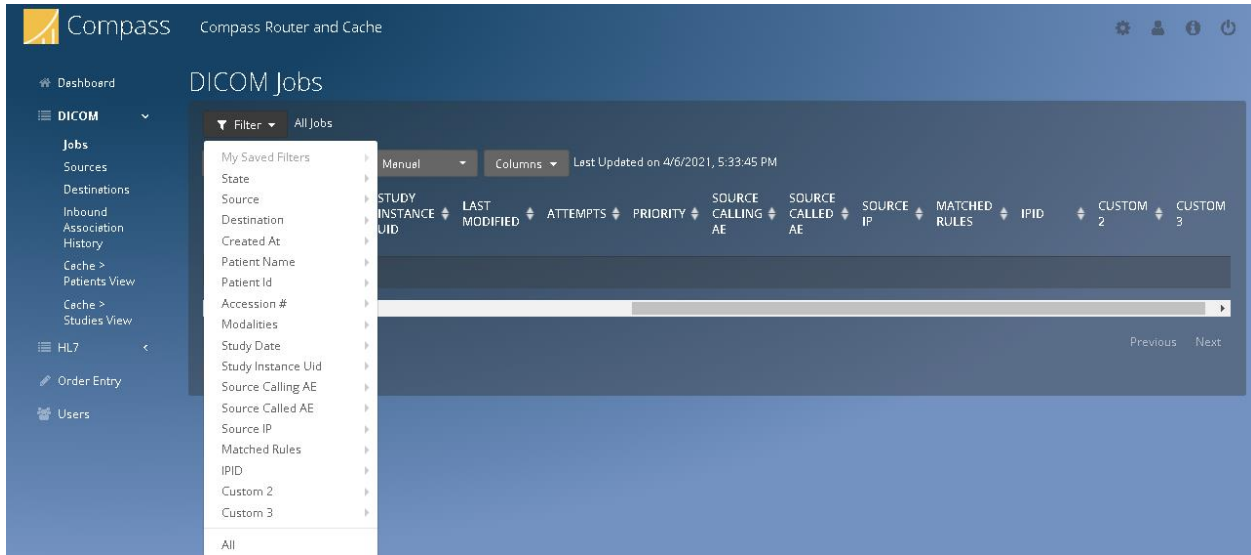 Compass
Compass Router and Cache
Dashboard
DICOM
Jobs
Sources
Destinations
Inbound
Association
History
Cache >
Patients View
Cache >
Studies View
HL7
Order Entry
Users
DICOM Jobs
Filter
All Jobs
My Saved Filters
State
Source
Destination
Created At
Patient Name
Patient Id
Accession #
Modalities
Study Date
Study Instance Uid
Source Calling AE
Source Called AE
Source IP
Matched Rules
IPID
Custom 2
Custom 3
All
Manual
Columns
Last Updated on 4/6/2021, 5:33:45 PM
STUDY
INSTANCE
UID
LAST
MODIFIED
ATTEMPTS
PRIORITY
SOURCE
CALLING
AE
SOURCE
CALLED
AE
SOURCE
IP
MATCHED
RULES
IPID
CUSTOM
2
CUSTOM
3
Previous Next